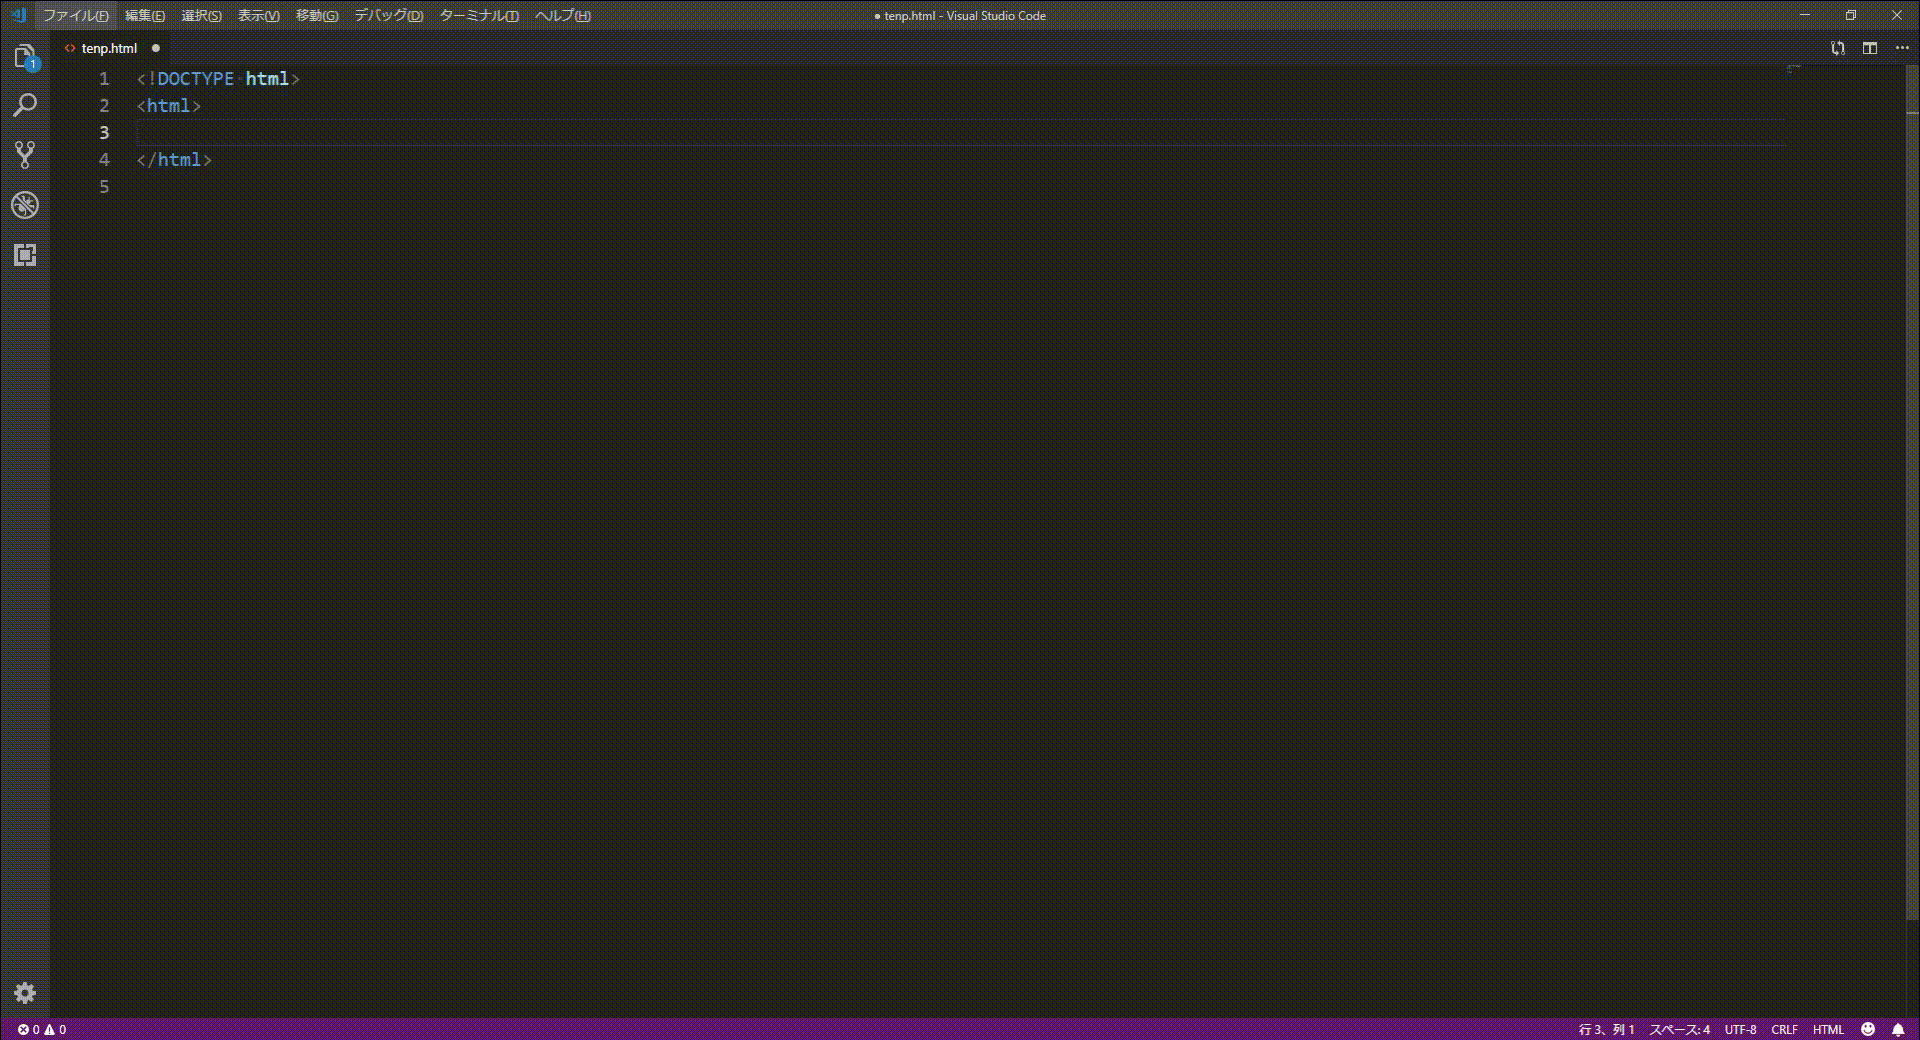 ファイル(F) 編集(E) 選択(S) 表示(V) 移動(G) デバッグ(D) ターミナル(T) ヘルプ(H) ● tenp.html - Visual Studio Code
<> tenp.html ●
1
1 <!DOCTYPE html>
2 <html>
3
4 </html>
5
0 0 行 3、列 1 スペース: 4 UTF-8 CRLF HTML